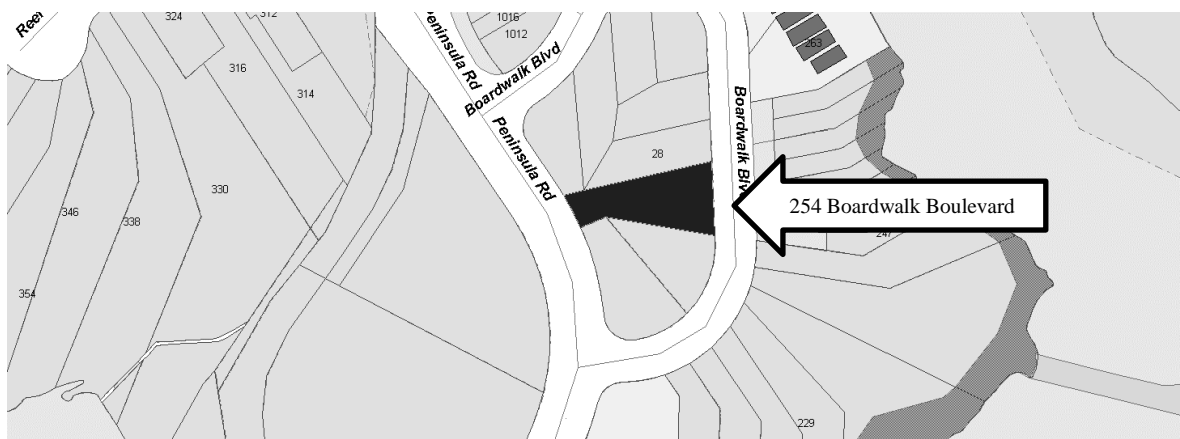 324
312
1016
1012
263
Reef
Peninsula Rd
316
Boardwalk Blvd
314
Boardwalk Blvd
Peninsula Rd
28
330
346
338
254 Boardwalk Boulevard
247
354
229